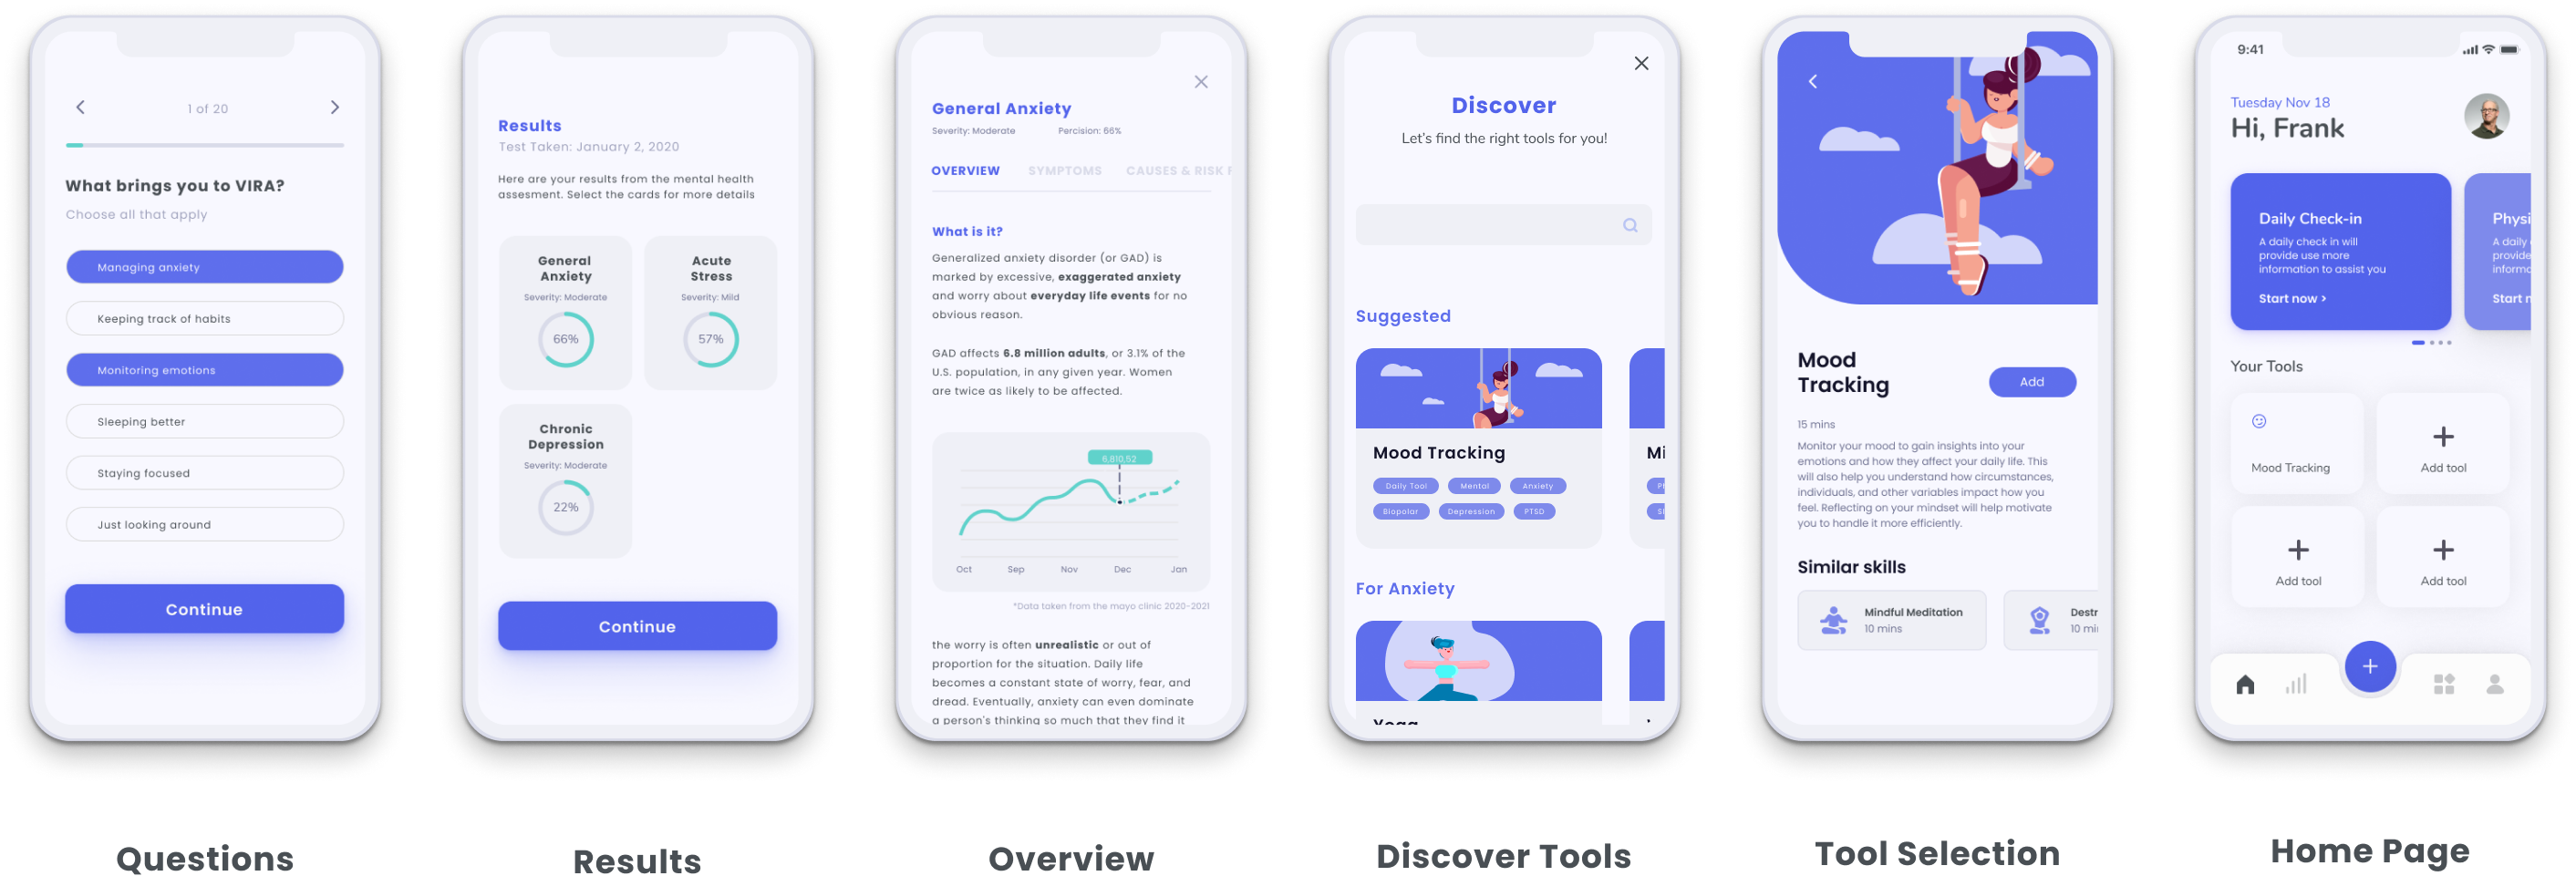 1 of 20
What brings you to VIRA?
Choose all that apply
Managing anxiety
Keeping track of habits
Monitoring emotions
Sleeping better
Staying focused
Just looking around
Continue
Questions
Results
Test Taken: January 2, 2020
Here are your results from the mental health
assesment. Select the cards for more details
General
Anxiety
Severity: Moderate
66%
Acute
Stress
Severity: Mild
57%
Chronic
Depression
Severity: Moderate
22%
Continue
Results
General Anxiety
Severity: Moderate Percision: 66%
OVERVIEW SYMPTOMS CAUSES & RISK F
What is it?
Generalized anxiety disorder (or GAD) is
marked by excessive, exaggerated anxiety
and worry about everyday life events for no
obvious reason.
GAD affects 6.8 million adults, or 3.1% of the
U.S. population, in any given year. Women
are twice as likely to be affected.
6,810,52
Oct Sep Nov Dec Jan
*Data taken from the mayo clinic 2020-2021
the worry is often unrealistic or out of
proportion for the situation. Daily life
becomes a constant state of worry, fear, and
dread. Eventually, anxiety can even dominate
a person's thinking so much that they find it
Overview
Discover
Let's find the right tools for you!
Suggested
Mood Tracking
Daily Tool Mental Anxiety
Biopolar Depression PTSD
Mi
For Anxiety
Yoga
Discover Tools
Mood
Tracking
Add
15 mins
Monitor your mood to gain insights into your
emotions and how they affect your daily life. This
will also help you understand how circumstances,
individuals, and other variables impact how you
feel. Reflecting on your mindset will help motivate
you to handle it more efficiently.
Similar skills
Mindful Meditation
10 mins
Destr
10 mi
Tool Selection
9:41
Tuesday Nov 18
Hi, Frank
Daily Check-in
A daily check in will
provide use more
information to assist you
Start now >
Physi
A daily
provide
informa
Start n
Your Tools
Mood Tracking
Add tool
Add tool
Add tool
Home Page